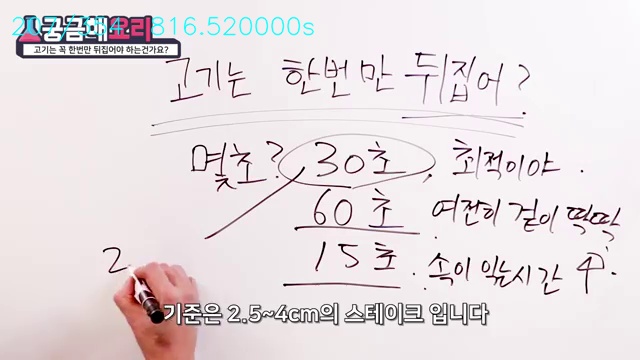 816.520000s
궁금해요리
고기는 꼭 한번만 뒤집어야 하는건가요?
고기는 한번만 뒤집어?
몇초? 30초, 최적이야.
60초 여전히 겉이 딱딱
15초. 속이 익는시간 ↑.
2.
기준은 2.5~4cm의 스테이크 입니다